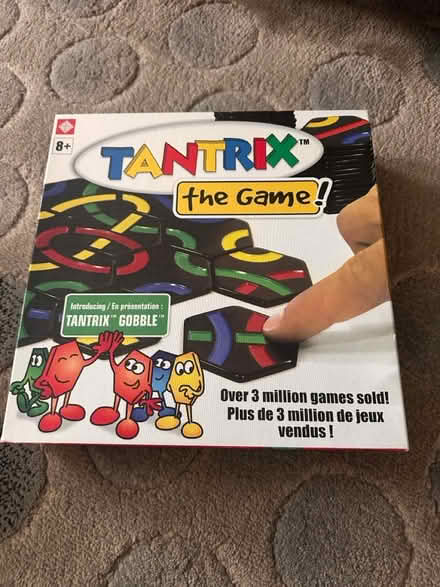 8+
TANTRIX™
the Game!
Introducing / En présentation :
TANTRIX™ GOBBLE™
Over 3 million games sold!
Plus de 3 million de jeux
vendus !